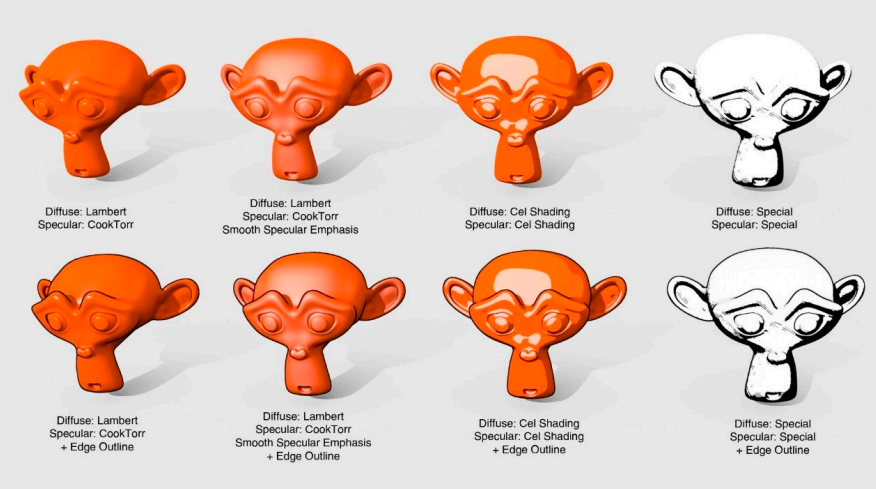 Diffuse: Lambert
Specular: CookTorr
Diffuse: Lambert
Specular: CookTorr
Smooth Specular Emphasis
Diffuse: Cel Shading
Specular: Cel Shading
Diffuse: Special
Specular: Special
Diffuse: Lambert
Specular: CookTorr
+ Edge Outline
Diffuse: Lambert
Specular: CookTorr
Smooth Specular Emphasis
+ Edge Outline
Diffuse: Cel Shading
Specular: Cel Shading
+ Edge Outline
Diffuse: Special
Specular: Special
+ Edge Outline